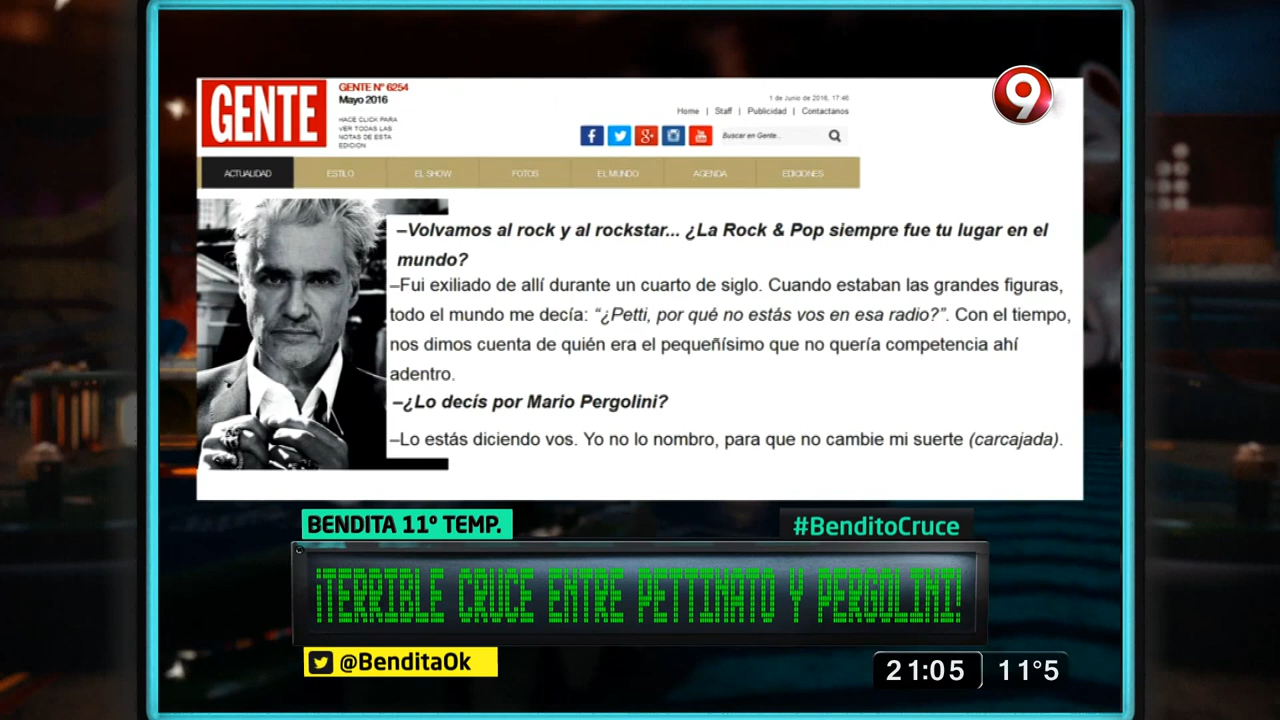 GENTE
GENTE N° 6254
Mayo 2016
HACE CLICK PARA
VER TODAS LAS
NOTAS DE ESTA
EDICION
1 de Junio de 2016, 17:46
Home | Staff | Publicidad | Contactanos
Buscar en Gente...
9
ACTUALIDAD ESTILO EL SHOW FOTOS EL MUNDO AGENDA EDICIONES
–Volvamos al rock y al rockstar... ¿La Rock & Pop siempre fue tu lugar en el
mundo?
–Fui exiliado de allí durante un cuarto de siglo. Cuando estaban las grandes figuras,
todo el mundo me decía: “¿Petti, por qué no estás vos en esa radio?”. Con el tiempo,
nos dimos cuenta de quién era el pequeñísimo que no quería competencia ahí
adentro.
–¿Lo decís por Mario Pergolini?
–Lo estás diciendo vos. Yo no lo nombro, para que no cambie mi suerte (carcajada).
BENDITA 11° TEMP.
#BenditoCruce
¡TERRIBLE CRUCE ENTRE PETTINATO Y PERGOLINI!
@BenditaOk
21:05 11°5